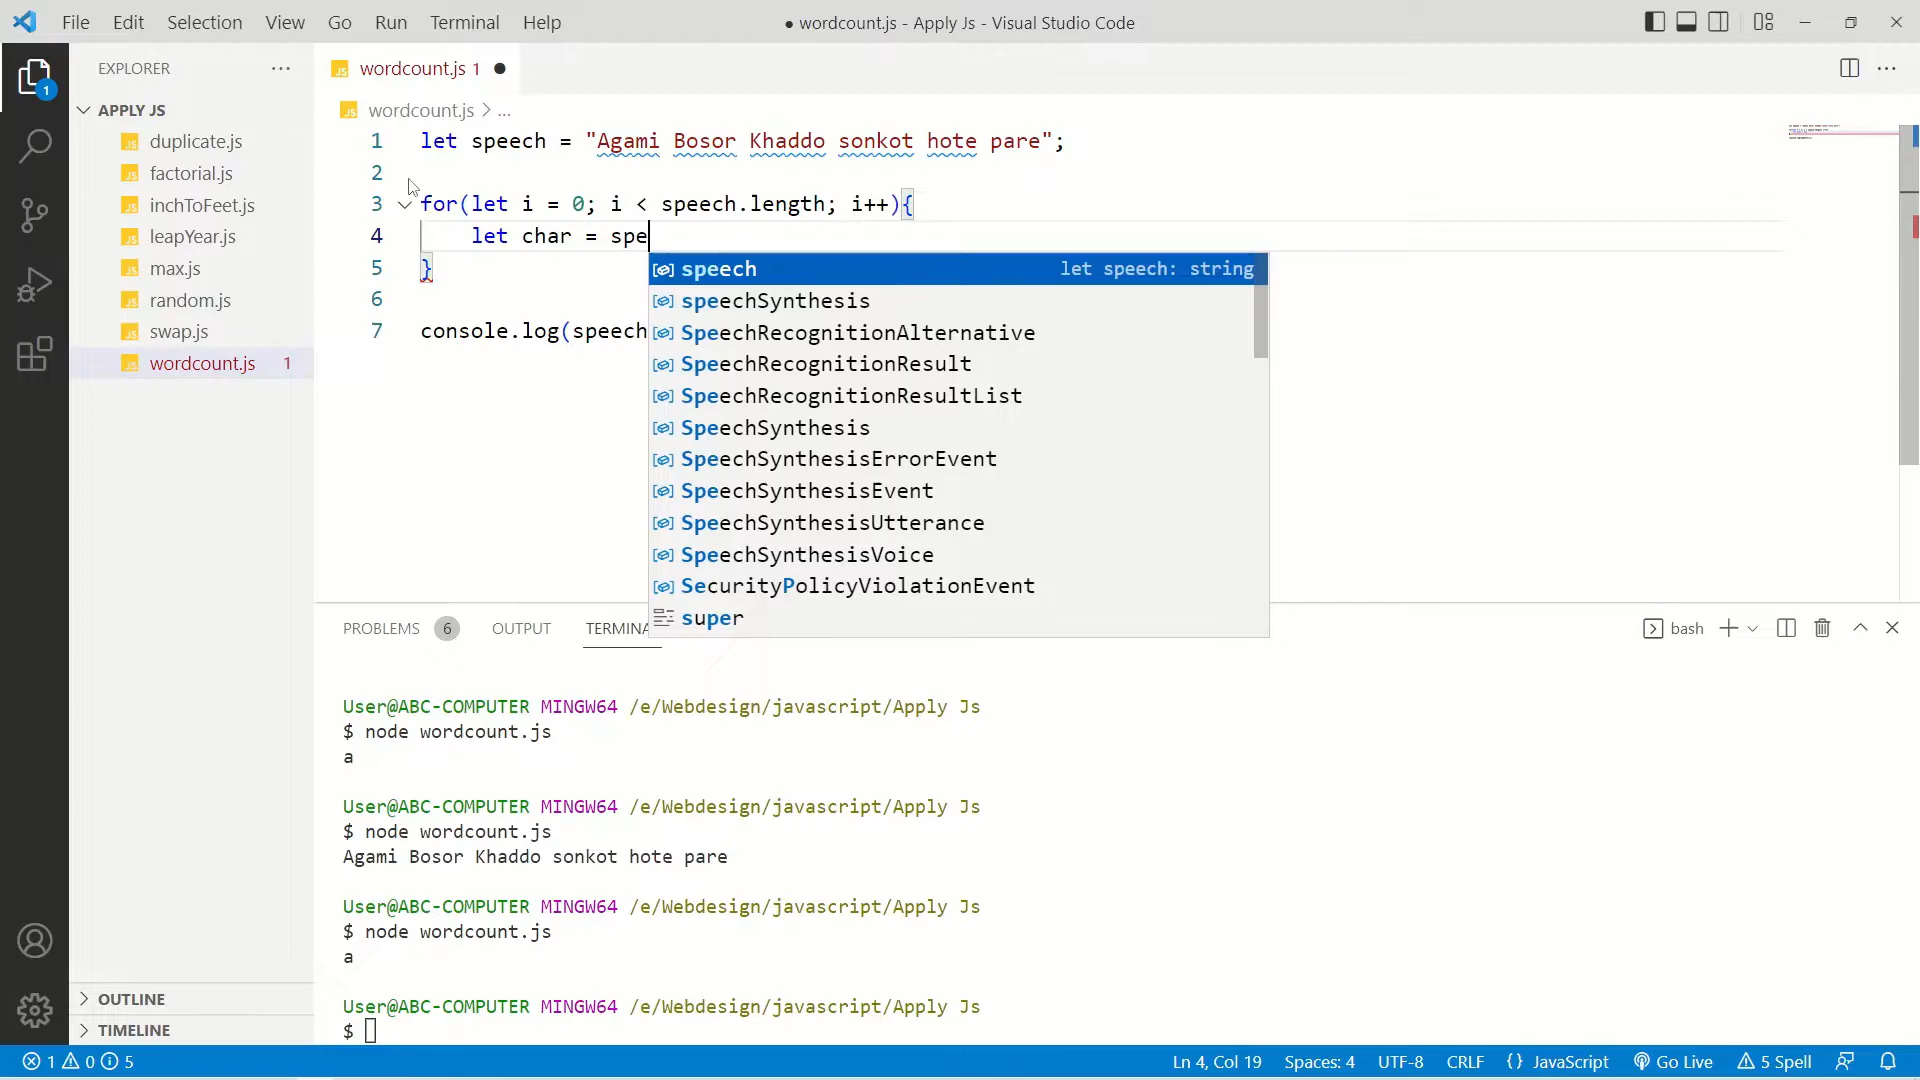 File Edit Selection View Go Run Terminal Help
● wordcount.js - Apply Js - Visual Studio Code
EXPLORER ...
APPLY JS
duplicate.js
factorial.js
inchToFeet.js
leapYear.js
max.js
random.js
swap.js
wordcount.js 1
OUTLINE
TIMELINE
1
JS wordcount.js 1 ●
JS wordcount.js > ...
1 let speech = "Agami Bosor Khaddo sonkot hote pare";
2
3 for(let i = 0; i < speech.length; i++){
4 let char = spe
5 }
6
7 console.log(speech
speech let speech: string
speechSynthesis
SpeechRecognitionAlternative
SpeechRecognitionResult
SpeechRecognitionResultList
SpeechSynthesis
SpeechSynthesisErrorEvent
SpeechSynthesisEvent
SpeechSynthesisUtterance
SpeechSynthesisVoice
SecurityPolicyViolationEvent
super
PROBLEMS 6 OUTPUT TERMINA bash
User@ABC-COMPUTER MINGW64 /e/Webdesign/javascript/Apply Js
$ node wordcount.js
a
User@ABC-COMPUTER MINGW64 /e/Webdesign/javascript/Apply Js
$ node wordcount.js
Agami Bosor Khaddo sonkot hote pare
User@ABC-COMPUTER MINGW64 /e/Webdesign/javascript/Apply Js
$ node wordcount.js
a
User@ABC-COMPUTER MINGW64 /e/Webdesign/javascript/Apply Js
$
1 0 5 Ln 4, Col 19 Spaces: 4 UTF-8 CRLF {} JavaScript Go Live 5 Spell